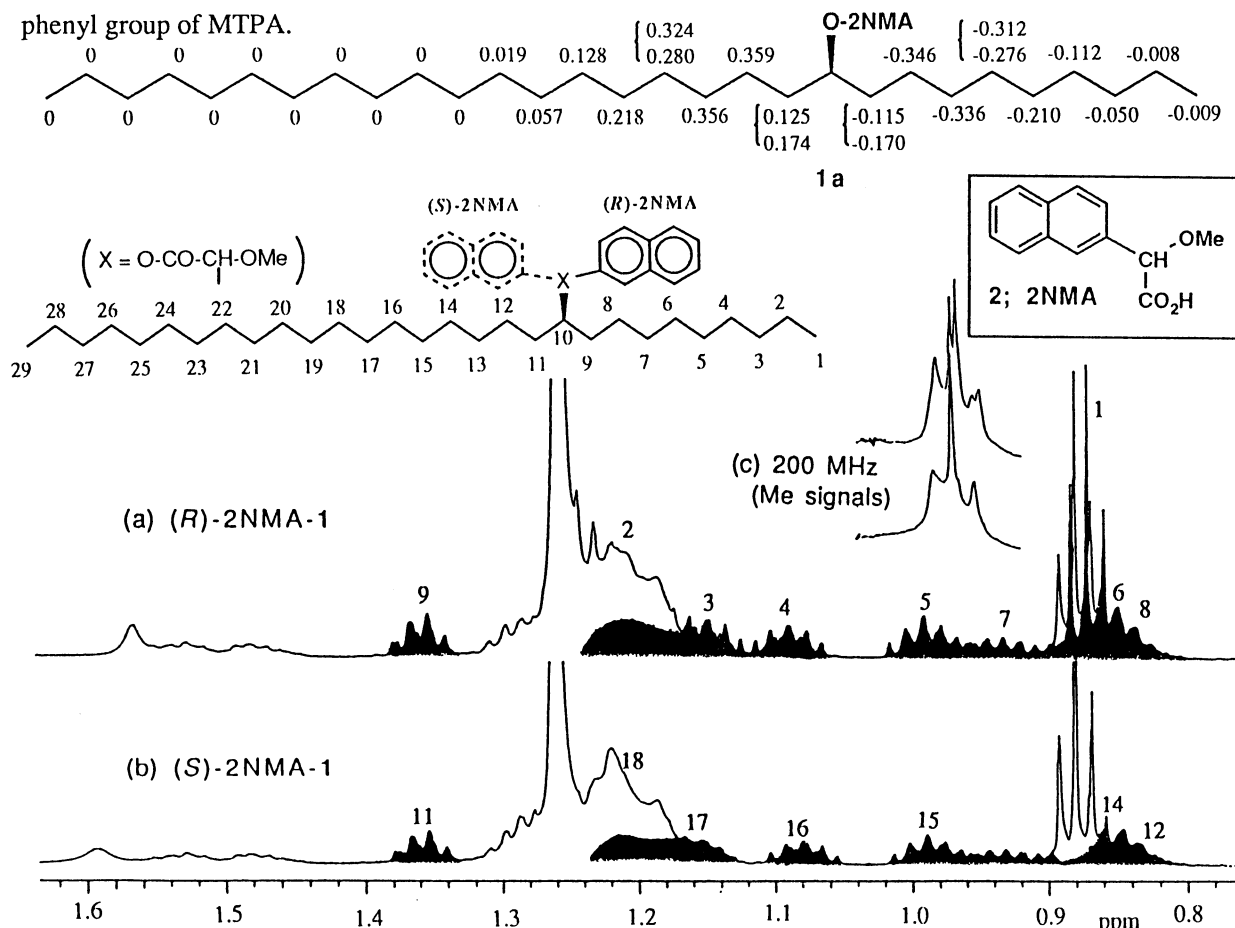 phenyl group of MTPA.
O-2NMA
0 0 0 0 0 0.019 0.128 0.324 0.359 -0.346 -0.312 -0.112 -0.008
0.280 -0.276
0 0 0 0 0 0 0.057 0.218 0.356 0.125 -0.115 -0.336 -0.210 -0.050 -0.009
0.174 -0.170
1a
(S)-2NMA (R)-2NMA
(X = O-CO-CH-OMe)
X
28 26 24 22 20 18 16 14 12 8 6 4 2
10
29 27 25 23 21 19 17 15 13 11 9 7 5 3 1
OMe
CH
CO₂H
2; 2NMA
(c) 200 MHz
(Me signals)
1
(a) (R)-2NMA-1
2
9 3 4 5 7 6 8
(b) (S)-2NMA-1
18
11 17 16 15 14 12
1.6 1.5 1.4 1.3 1.2 1.1 1.0 0.9 ppm 0.8